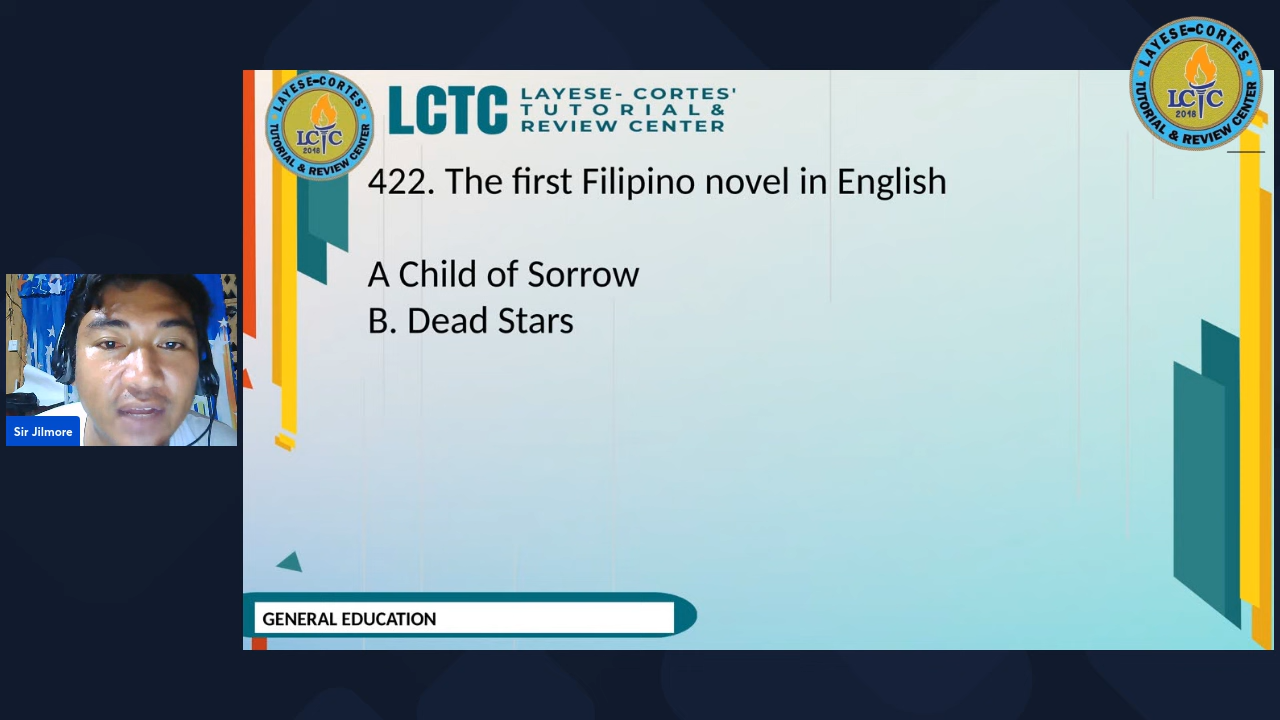 LAYESE-CORTES'
LCTC
2018
TUTORIAL & REVIEW CENTER
LCTC
LAYESE- CORTES'
TUTORIAL &
REVIEW CENTER
LAYESE-CORTES'
LCTC
2018
TUTORIAL & REVIEW CENTER
422. The first Filipino novel in English
A Child of Sorrow
B. Dead Stars
Sir Jilmore
GENERAL EDUCATION